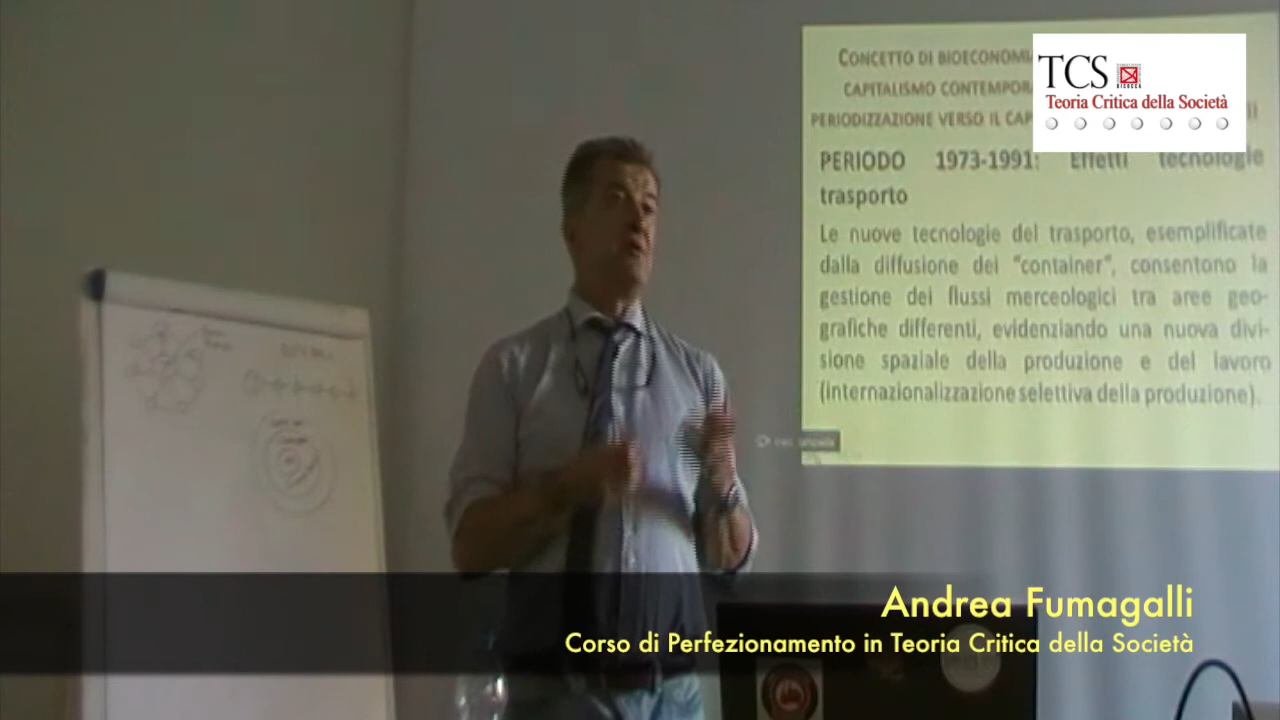 CONCETTO DI BIOECONOMIA
CAPITALISMO CONTEMPORA
PERIODIZZAZIONE VERSO IL CAP
TCS
BICOCCA
Teoria Critica della Società
PERIODO 1973-1991: Effetti tecnologie
trasporto
Le nuove tecnologie del trasporto, esemplificate
dalla diffusione dei “container”, consentono la
gestione dei flussi merceologici tra aree geo-
grafiche differenti, evidenziando una nuova divi-
sione spaziale della produzione e del lavoro
(internazionalizzazione selettiva della produzione).
Andrea Fumagalli
Corso di Perfezionamento in Teoria Critica della Società